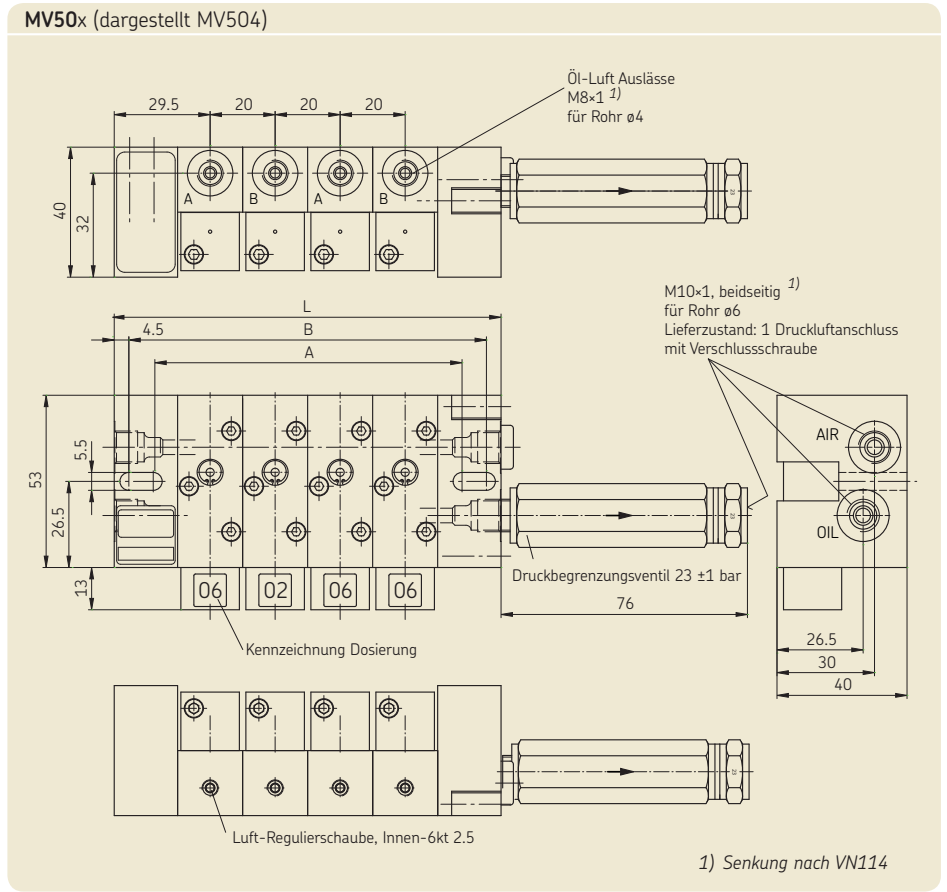 MV50x (dargestellt MV504)
Öl-Luft Auslässe
M8×1 1)
für Rohr ø4
29.5
20
20
20
40
32
A
B
A
B
23
L
4.5
B
A
M10×1, beidseitig 1)
für Rohr ø6
Lieferzustand: 1 Druckluftanschluss
mit Verschlussschraube
53
5.5
26.5
13
AIR
OIL
23
Druckbegrenzungsventil 23 ±1 bar
06
02
06
06
76
Kennzeichnung Dosierung
26.5
30
40
23
Luft-Regulierschaube, Innen-6kt 2.5
1) Senkung nach VN114